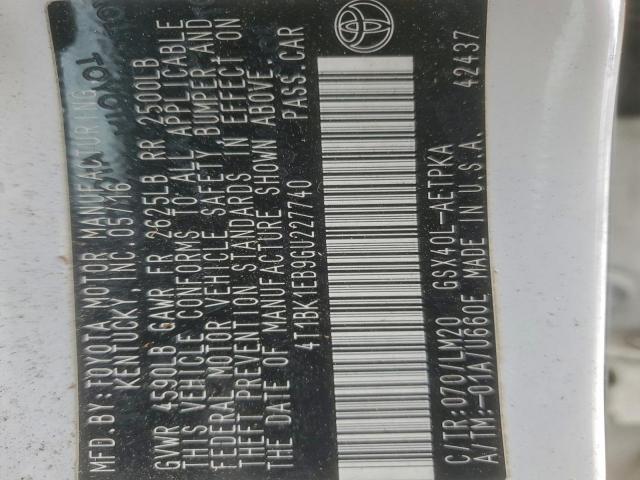 MFD. BY: TOYOTA MOTOR MANUFACTURING
KENTUCKY, INC. 05/16
GVWR 4590LB GAWR FR 2625LB RR 2500LB
THIS VEHICLE CONFORMS TO ALL APPLICABLE
FEDERAL MOTOR VEHICLE SAFETY, BUMPER AND
THEFT PREVENTION STANDARDS IN EFFECT ON
THE DATE OF MANUFACTURE SHOWN ABOVE.
4T1BK1EB9GU227740 PASS.CAR
C/TR:070/LM20 GSX40L-AETPKA
A/TM:-01A/U660E MADE IN U.S.A. 42437